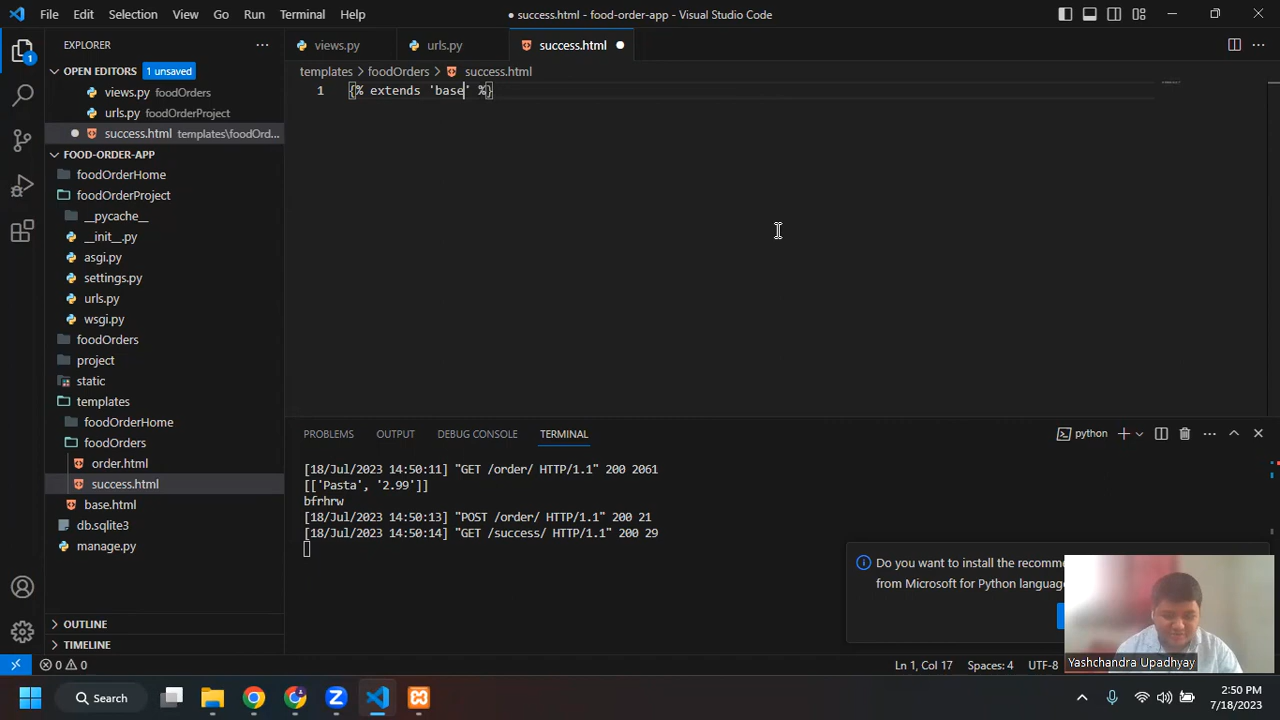 File Edit Selection View Go Run Terminal Help
● success.html - food-order-app - Visual Studio Code
EXPLORER
views.py
urls.py
success.html
OPEN EDITORS
1 unsaved
templates > foodOrders > success.html
views.py foodOrders
urls.py foodOrderProject
success.html templates\foodOrd...
FOOD-ORDER-APP
foodOrderHome
foodOrderProject
__pycache__
__init__.py
asgi.py
settings.py
urls.py
wsgi.py
foodOrders
project
static
templates
foodOrderHome
foodOrders
order.html
success.html
base.html
db.sqlite3
manage.py
OUTLINE
TIMELINE
1
{% extends 'base' %}
PROBLEMS OUTPUT DEBUG CONSOLE TERMINAL
python
[18/Jul/2023 14:50:11] "GET /order/ HTTP/1.1" 200 2061
[['Pasta', '2.99']]
bfrhrw
[18/Jul/2023 14:50:13] "POST /order/ HTTP/1.1" 200 21
[18/Jul/2023 14:50:14] "GET /success/ HTTP/1.1" 200 29
Do you want to install the recomme
from Microsoft for Python language
Yashchandra Upadhyay
0 0
Ln 1, Col 17 Spaces: 4 UTF-8
Search
2:50 PM
7/18/2023